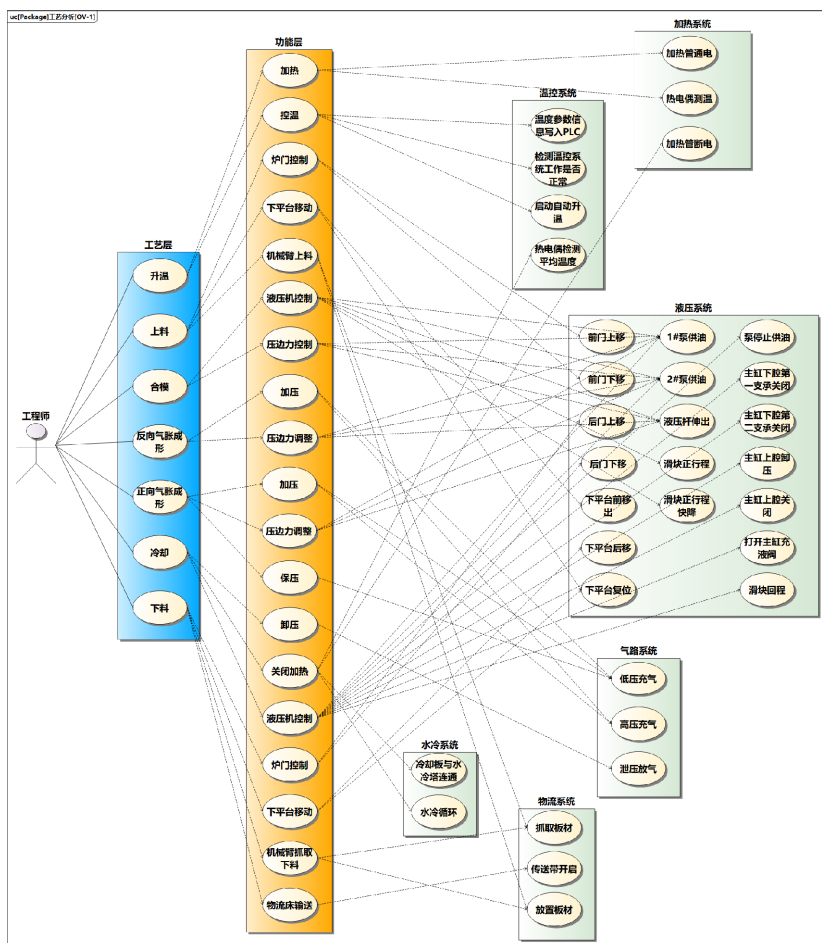 uc[Package]工艺分析[OV-1]
工程师
工艺层
升温
上料
合模
反向气胀成
形
正向气胀成
形
冷却
下料
功能层
加热
控温
炉门控制
下平台移动
机械臂上料
液压机控制
压边力控制
加压
压边力调整
加压
压边力调整
保压
卸压
关闭加热
液压机控制
炉门控制
下平台移动
机械臂抓取
下料
物流床输送
温控系统
温度参数信
息写入PLC
检测温控系
统工作是否
正常
启动自动升
温
热电偶检测
平均温度
加热系统
加热管通电
热电偶测温
加热管断电
液压系统
前门上移
前门下移
后门上移
后门下移
下平台前移
出
下平台后移
下平台复位
1#泵供油
2#泵供油
液压杆伸出
滑块正行程
滑块正行程
快降
泵停止供油
主缸下腔第
一支承关闭
主缸下腔第
二支承关闭
主缸上腔卸
压
主缸上腔关
闭
打开主缸充
液阀
滑块回程
气路系统
低压充气
高压充气
泄压放气
水冷系统
冷却板与水
冷塔连通
水冷循环
物流系统
抓取板材
传送带开启
放置板材